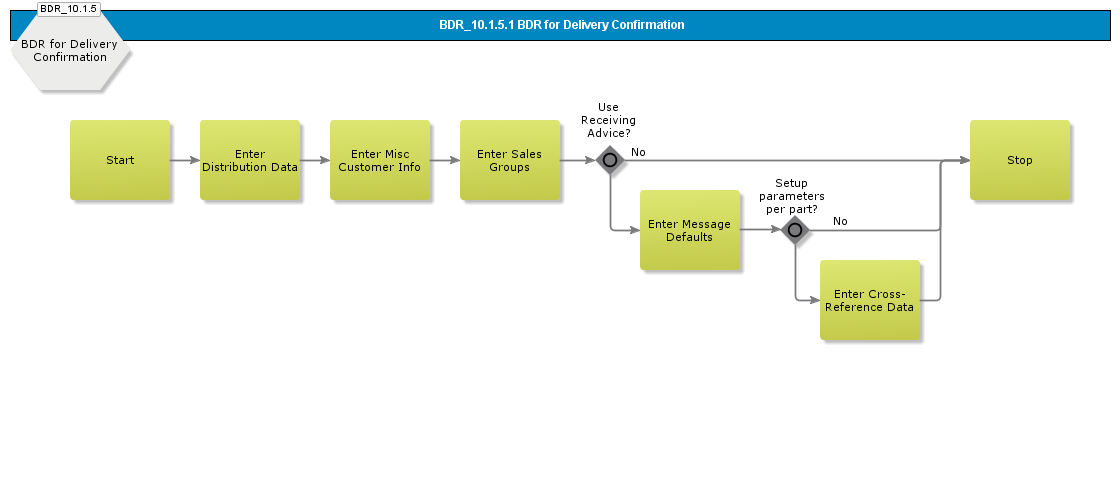 BDR_10.1.5
BDR_10.1.5.1 BDR for Delivery Confirmation
BDR for Delivery
Confirmation
Start
Enter
Distribution Data
Enter Misc
Customer Info
Enter Sales
Groups
Use
Receiving
Advice?
No
Stop
Enter Message
Defaults
Setup
parameters
per part?
No
Enter Cross-
Reference Data